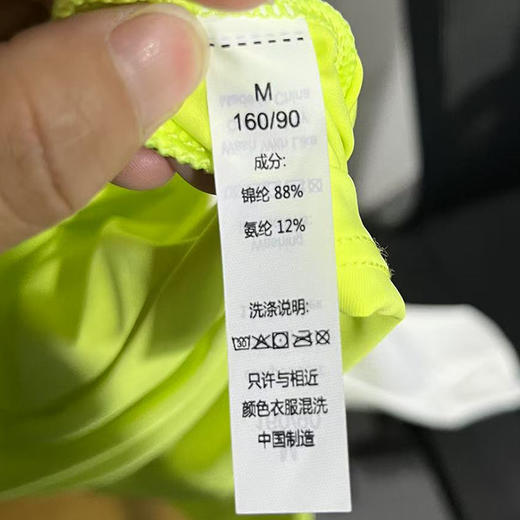 M
160/90
成分:
锦纶 88%
氨纶 12%
洗涤说明:
只许与相近
颜色衣服混洗
中国制造